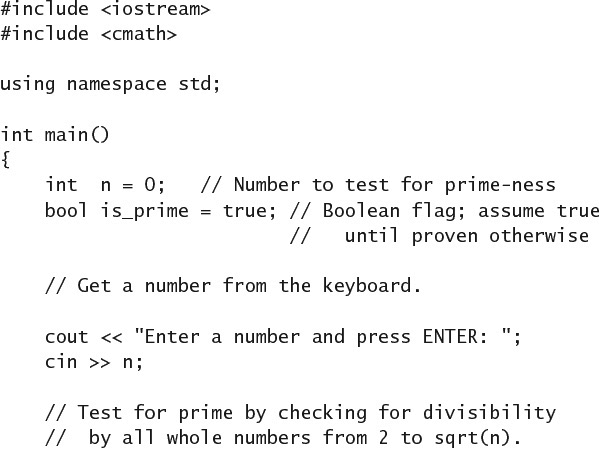 #include <iostream>
#include <cmath>
using namespace std;
int main()
{
    int  n = 0;   // Number to test for prime-ness
    bool is_prime = true; // Boolean flag; assume true
                          //   until proven otherwise
    // Get a number from the keyboard.
    cout << "Enter a number and press ENTER: ";
    cin >> n;
    // Test for prime by checking for divisibility
    //  by all whole numbers from 2 to sqrt(n).